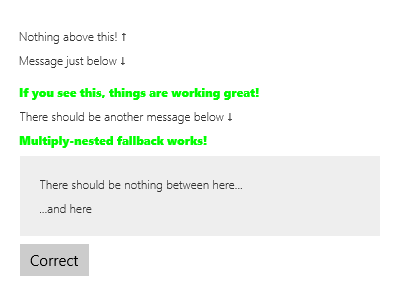 Nothing above this! ↑
Message just below ↓
If you see this, things are working great!
There should be another message below ↓
Multiply-nested fallback works!
There should be nothing between here...
...and here
Correct